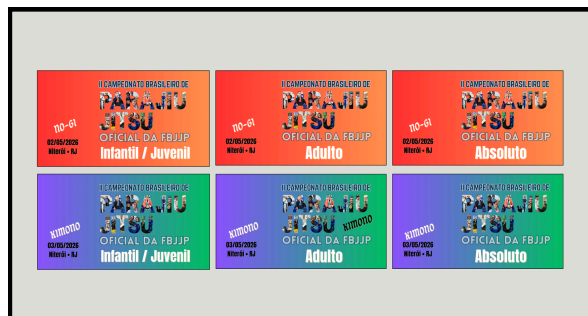 II CAMPEONATO BRASILEIRO DE
PARAJIU
JITSU
OFICIAL DA FBJJP
NO-GI
02/05/2026
Niterói • RJ
Infantil / Juvenil
II CAMPEONATO BRASILEIRO DE
PARAJIU
JITSU
OFICIAL DA FBJJP
NO-GI
02/05/2026
Niterói • RJ
Adulto
II CAMPEONATO BRASILEIRO DE
PARAJIU
JITSU
OFICIAL DA FBJJP
NO-GI
02/05/2026
Niterói • RJ
Absoluto
II CAMPEONATO BRASILEIRO DE
PARAJIU
JITSU
OFICIAL DA FBJJP
KIMONO
03/05/2026
Niterói • RJ
Infantil / Juvenil
II CAMPEONATO BRASILEIRO DE
PARAJIU
JITSU
KIMONO
OFICIAL DA FBJJP
KIMONO
03/05/2026
Niterói • RJ
Adulto
II CAMPEONATO BRASILEIRO DE
PARAJIU
JITSU
OFICIAL DA FBJJP
KIMONO
03/05/2026
Niterói • RJ
Absoluto